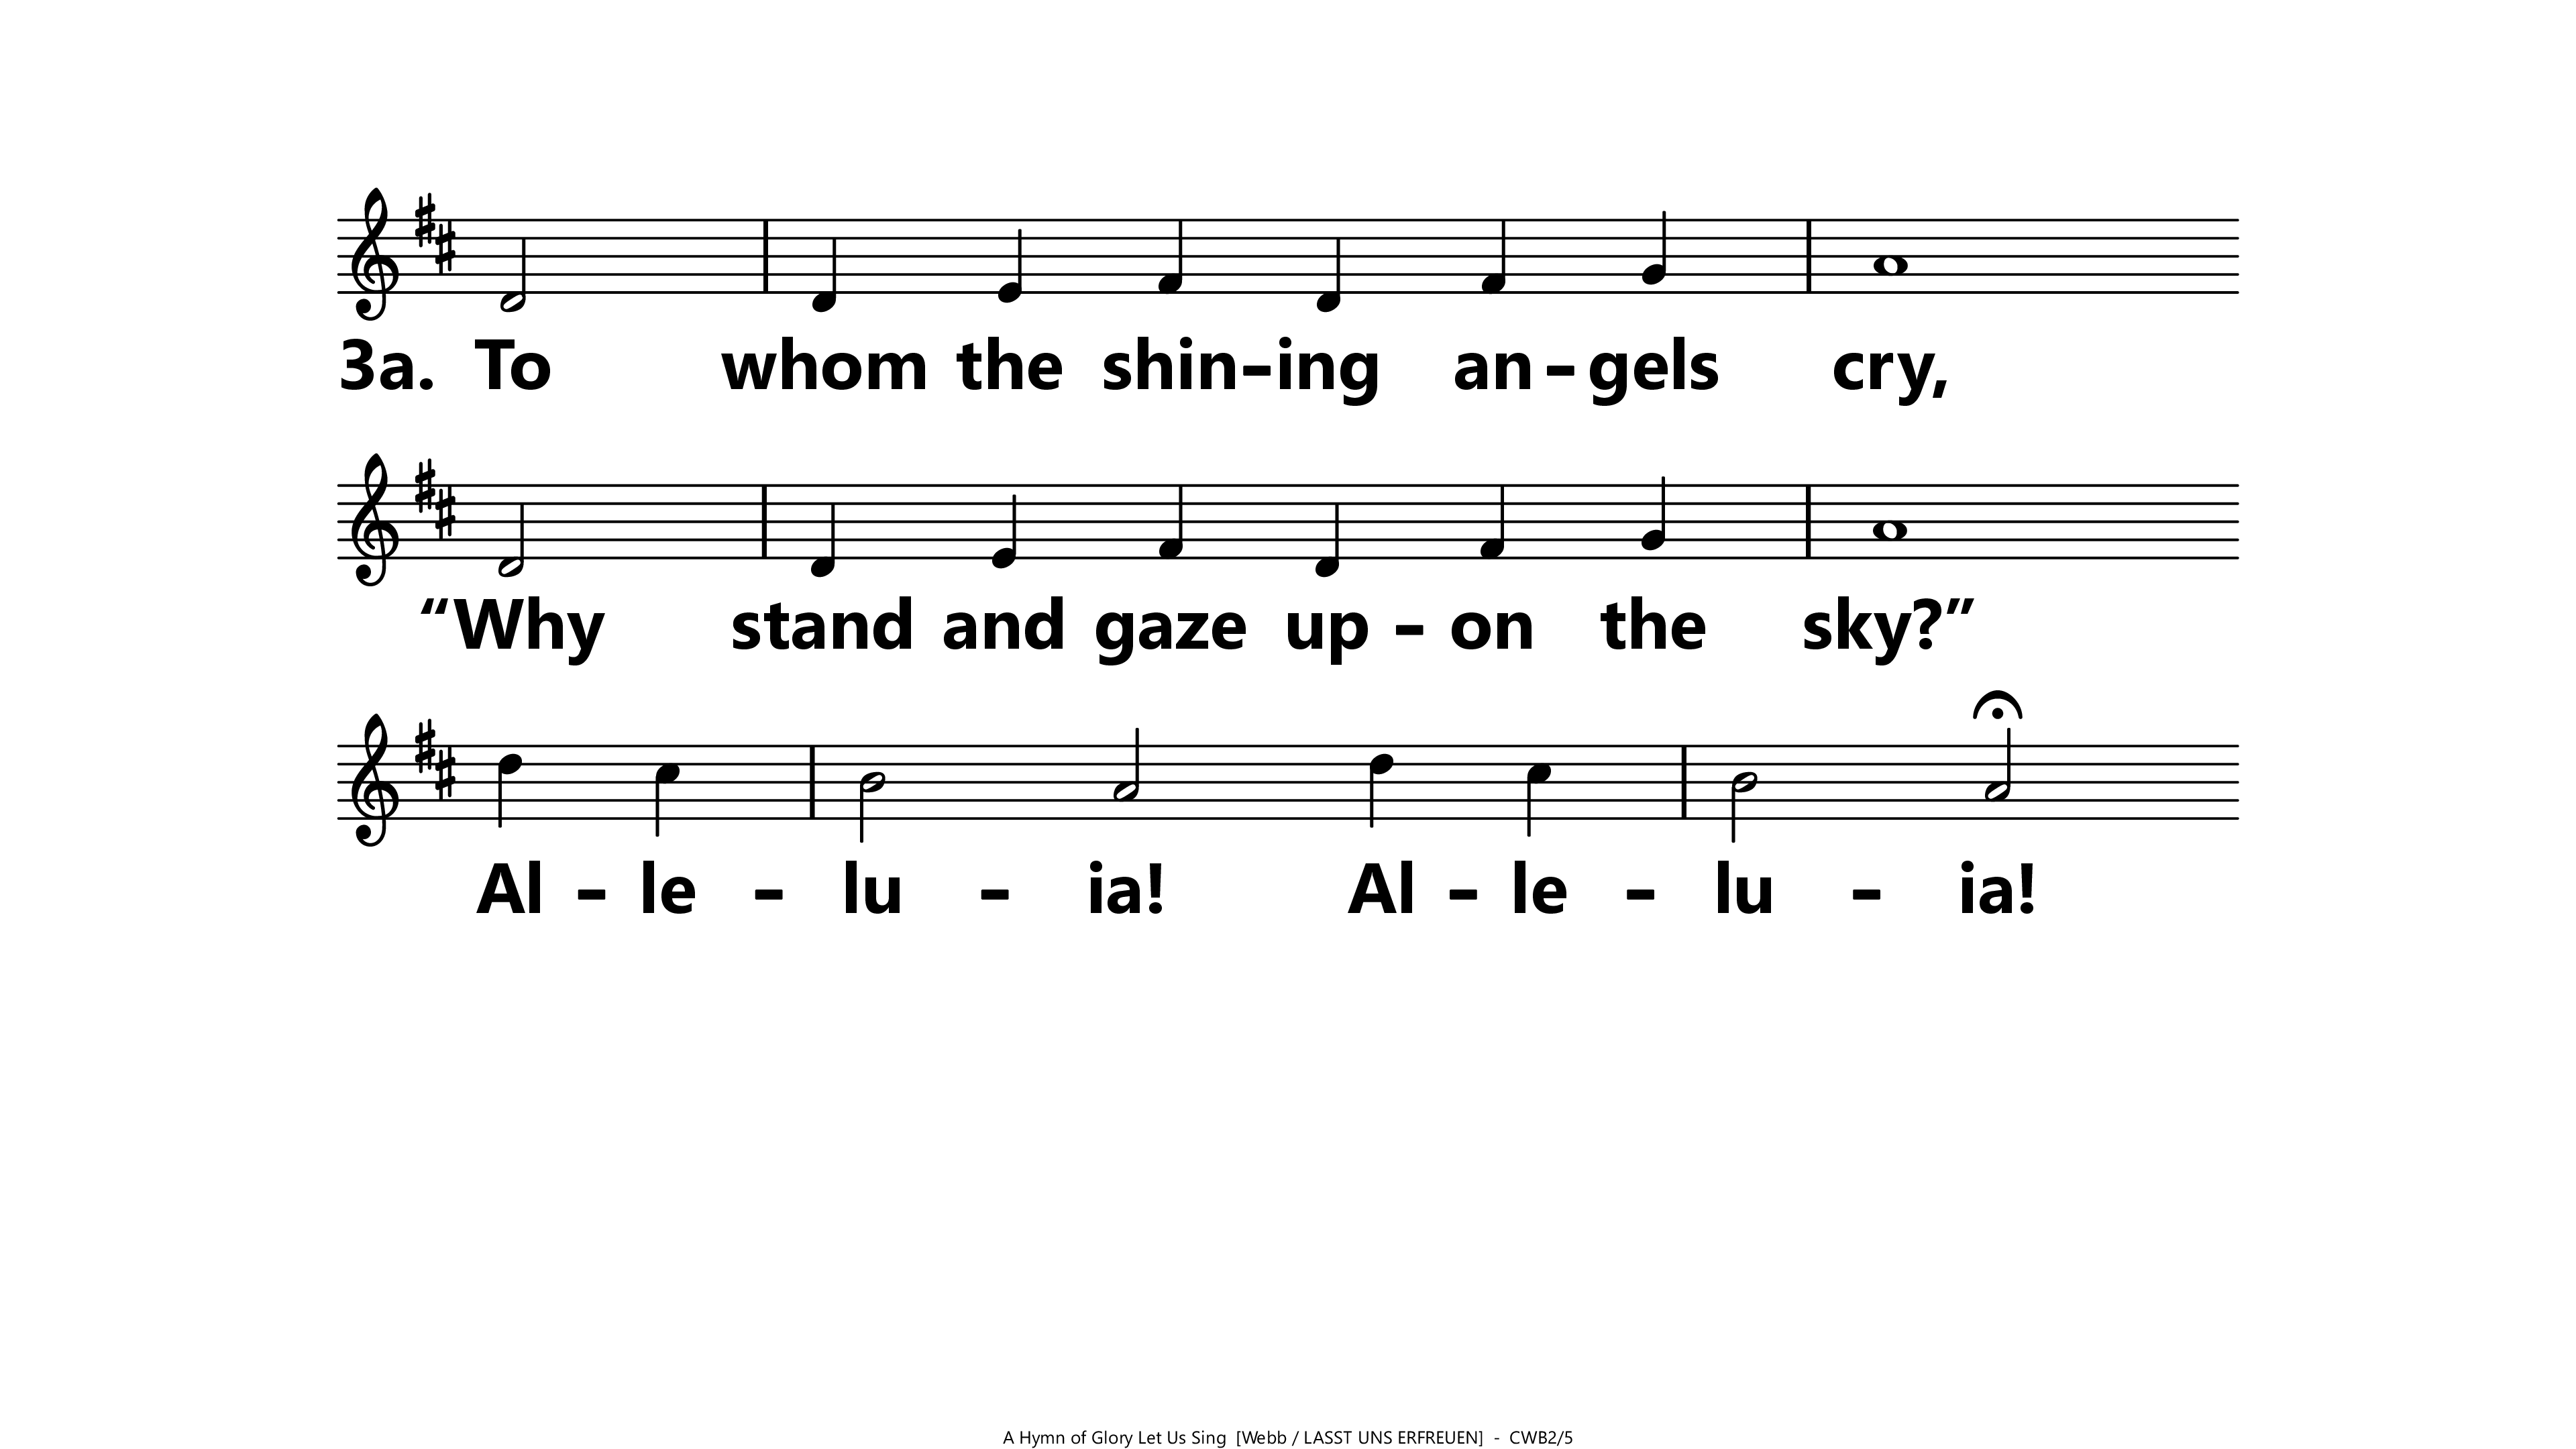 3a. To whom the shin-ing an-gels cry,
“Why stand and gaze up-on the sky?”
Al-le-lu-ia! Al-le-lu-ia!
A Hymn of Glory Let Us Sing [Webb / LASST UNS ERFREUEN] - CWB2/5